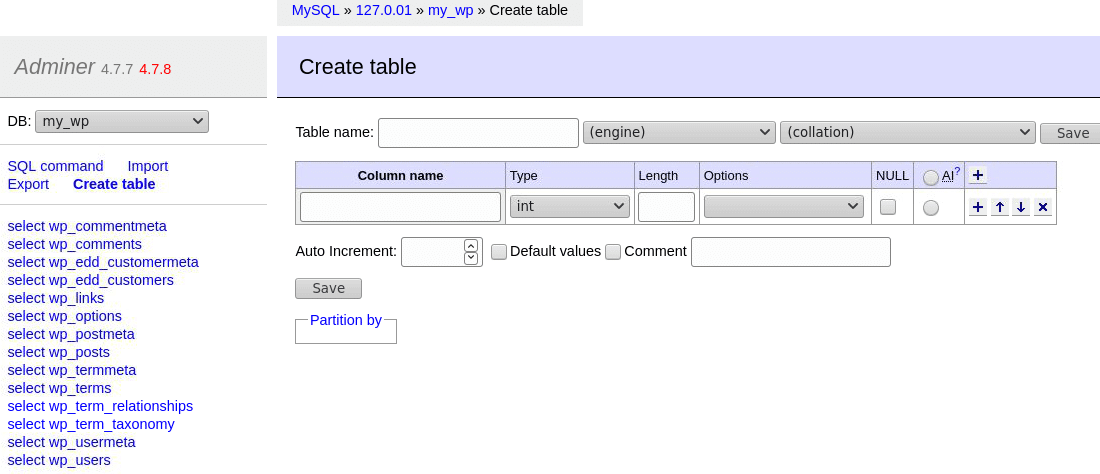 MySQL » 127.0.01 » my_wp » Create table
Adminer 4.7.7 4.7.8
Create table
DB: my_wp
Table name: (engine) (collation) Save
SQL command Import
Export Create table
Column name Type Length Options NULL AI?
int
select wp_commentmeta
select wp_comments
select wp_edd_customermeta
select wp_edd_customers
select wp_links
select wp_options
select wp_postmeta
select wp_posts
select wp_termmeta
select wp_terms
select wp_term_relationships
select wp_term_taxonomy
select wp_usermeta
select wp_users
Auto Increment: Default values Comment
Save
Partition by